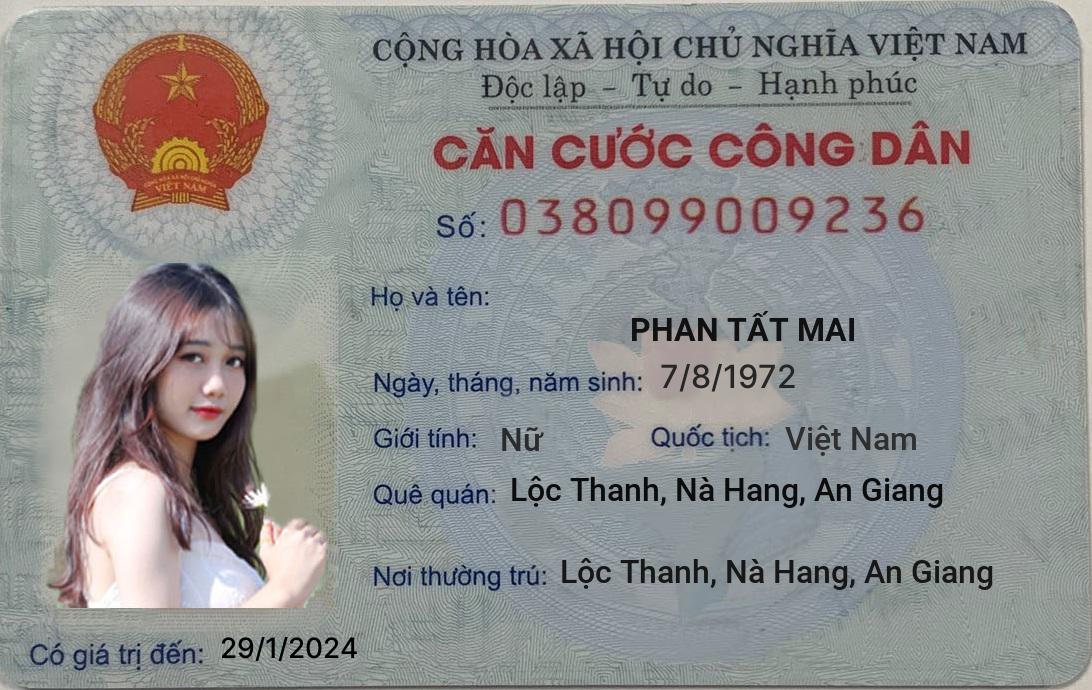 CỘNG HÒA XÃ HỘI CHỦ NGHĨA VIỆT NAM
Độc lập – Tự do – Hạnh phúc
CĂN CƯỚC CÔNG DÂN
Số: 038099009236
Họ và tên:
PHAN TẤT MAI
Ngày, tháng, năm sinh: 7/8/1972
Giới tính: Nữ Quốc tịch: Việt Nam
Quê quán: Lộc Thanh, Nà Hang, An Giang
Nơi thường trú: Lộc Thanh, Nà Hang, An Giang
Có giá trị đến: 29/1/2024
CỘNG HÒA XÃ HỘI CHỦ NGHĨA
VIỆT NAM